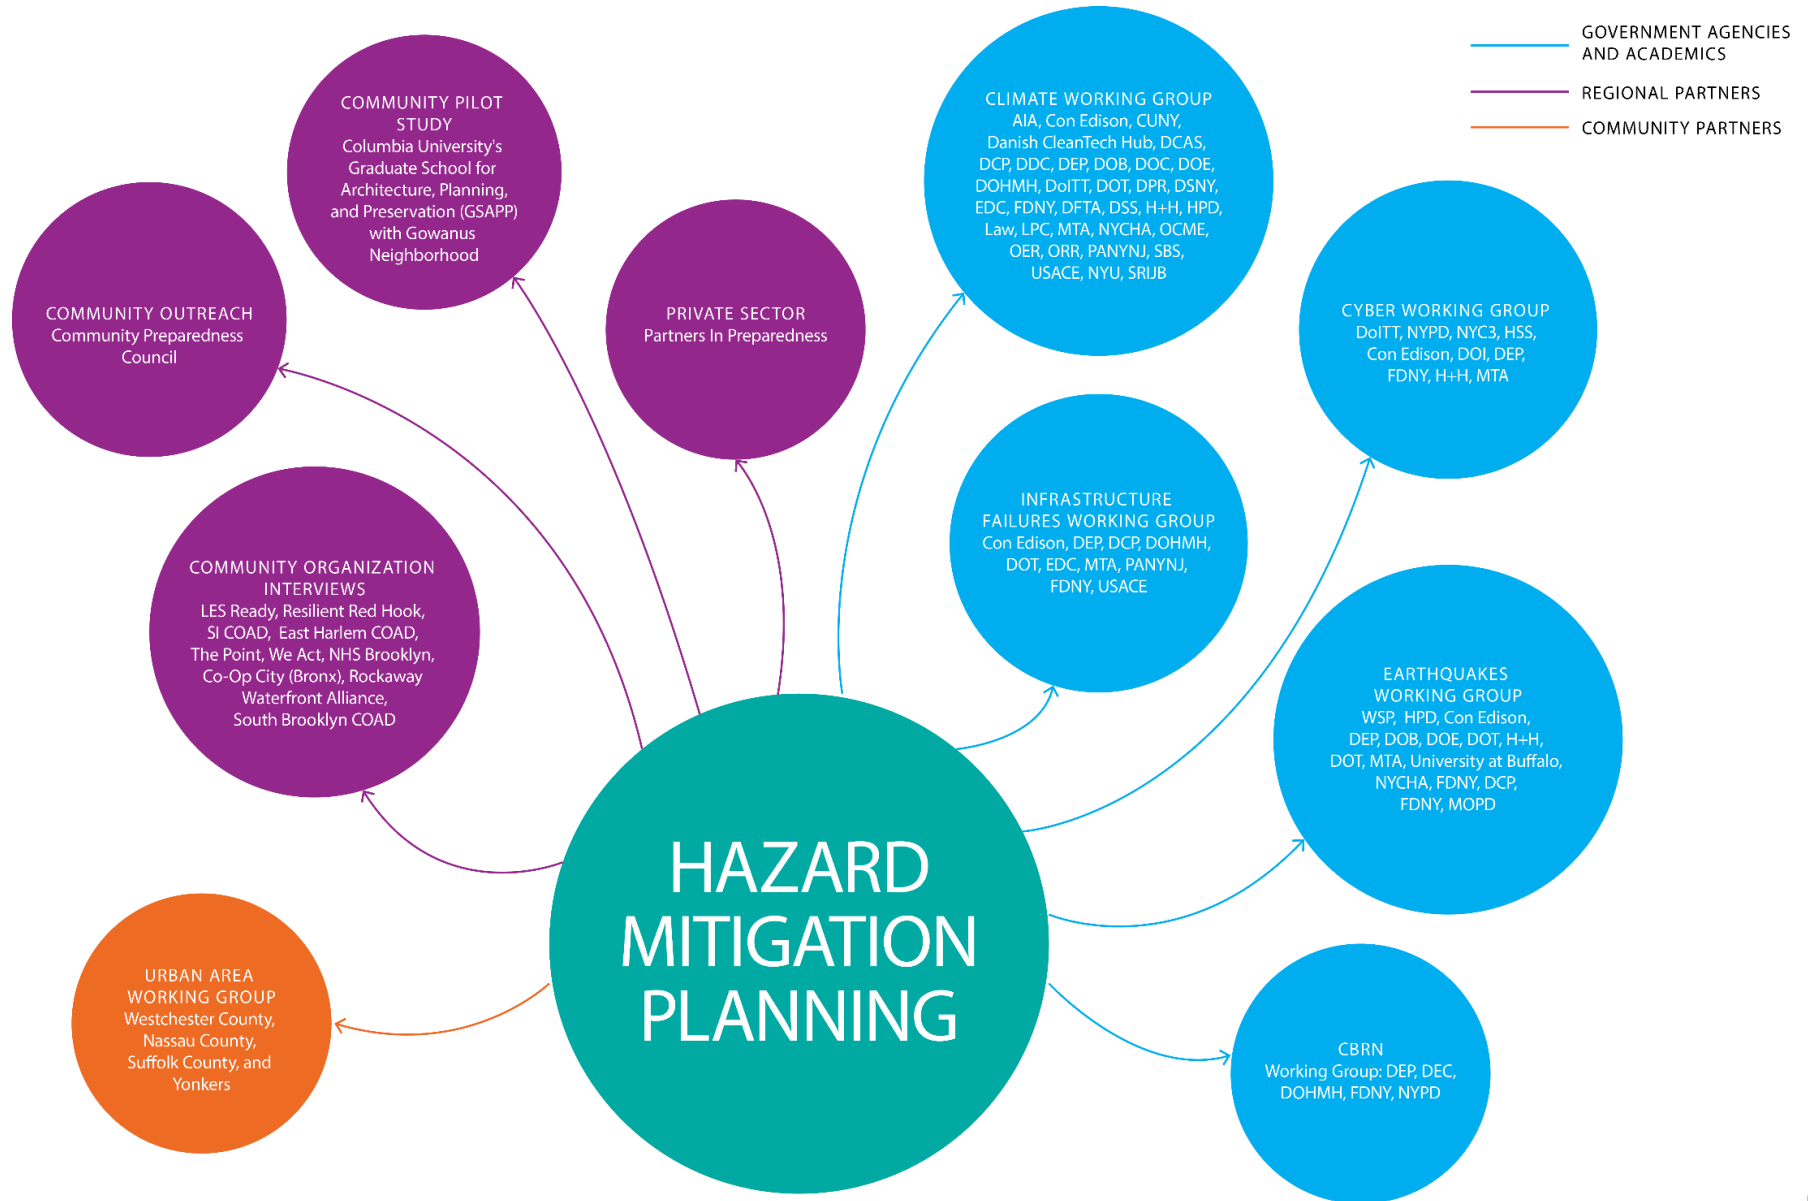 GOVERNMENT AGENCIES
AND ACADEMICS
REGIONAL PARTNERS
COMMUNITY PARTNERS
COMMUNITY PILOT
STUDY
Columbia University's
Graduate School for
Architecture, Planning,
and Preservation (GSAPP)
with Gowanus
Neighborhood
CLIMATE WORKING GROUP
AIA, Con Edison, CUNY,
Danish CleanTech Hub, DCAS,
DCP, DDC, DEP, DOB, DOC, DOE,
DOHMH, DoITT, DOT, DPR, DSNY,
EDC, FDNY, DFTA, DSS, H+H, HPD,
Law, LPC, MTA, NYCHA, OCME,
OER, ORR, PANYNJ, SBS,
USACE, NYU, SRIJB
COMMUNITY OUTREACH
Community Preparedness
Council
PRIVATE SECTOR
Partners In Preparedness
CYBER WORKING GROUP
DoITT, NYPD, NYC3, HSS,
Con Edison, DOI, DEP,
FDNY, H+H, MTA
INFRASTRUCTURE
FAILURES WORKING GROUP
Con Edison, DEP, DCP, DOHMH,
DOT, EDC, MTA, PANYNJ,
FDNY, USACE
COMMUNITY ORGANIZATION
INTERVIEWS
LES Ready, Resilient Red Hook,
SI COAD, East Harlem COAD,
The Point, We Act, NHS Brooklyn,
Co-Op City (Bronx), Rockaway
Waterfront Alliance,
South Brooklyn COAD
EARTHQUAKES
WORKING GROUP
WSP, HPD, Con Edison,
DEP, DOB, DOE, DOT, H+H,
DOT, MTA, University at Buffalo,
NYCHA, FDNY, DCP,
FDNY, MOPD
HAZARD
MITIGATION
PLANNING
URBAN AREA
WORKING GROUP
Westchester County,
Nassau County,
Suffolk County, and
Yonkers
CBRN
Working Group: DEP, DEC,
DOHMH, FDNY, NYPD